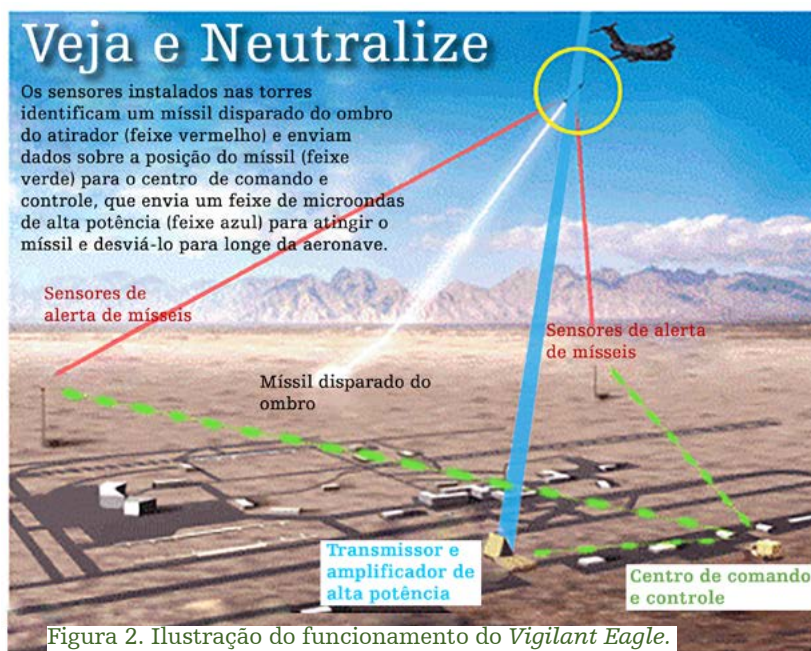 Veja e Neutralize
Os sensores instalados nas torres
identificam um míssil disparado do ombro
do atirador (feixe vermelho) e enviam
dados sobre a posição do míssil (feixe
verde) para o centro de comando e
controle, que envia um feixe de microondas
de alta potência (feixe azul) para atingir o
míssil e desviá-lo para longe da aeronave.
Sensores de
alerta de mísseis
Sensores de alerta
de mísseis
Míssil disparado do
ombro
Transmissor e
amplificador de
alta potência
Centro de comando
e controle
Figura 2. Ilustração do funcionamento do Vigilant Eagle.